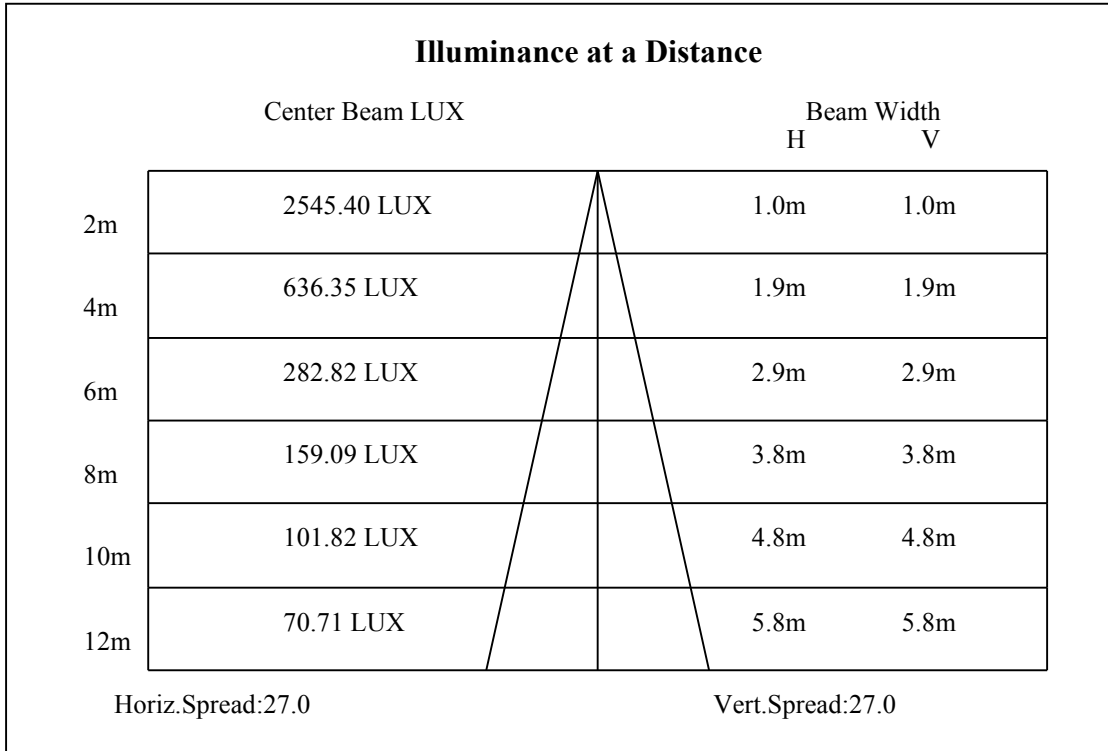 Illuminance at a Distance
Center Beam LUX Beam Width
H V
2m 2545.40 LUX 1.0m 1.0m
4m 636.35 LUX 1.9m 1.9m
6m 282.82 LUX 2.9m 2.9m
8m 159.09 LUX 3.8m 3.8m
10m 101.82 LUX 4.8m 4.8m
12m 70.71 LUX 5.8m 5.8m
Horiz.Spread:27.0 Vert.Spread:27.0